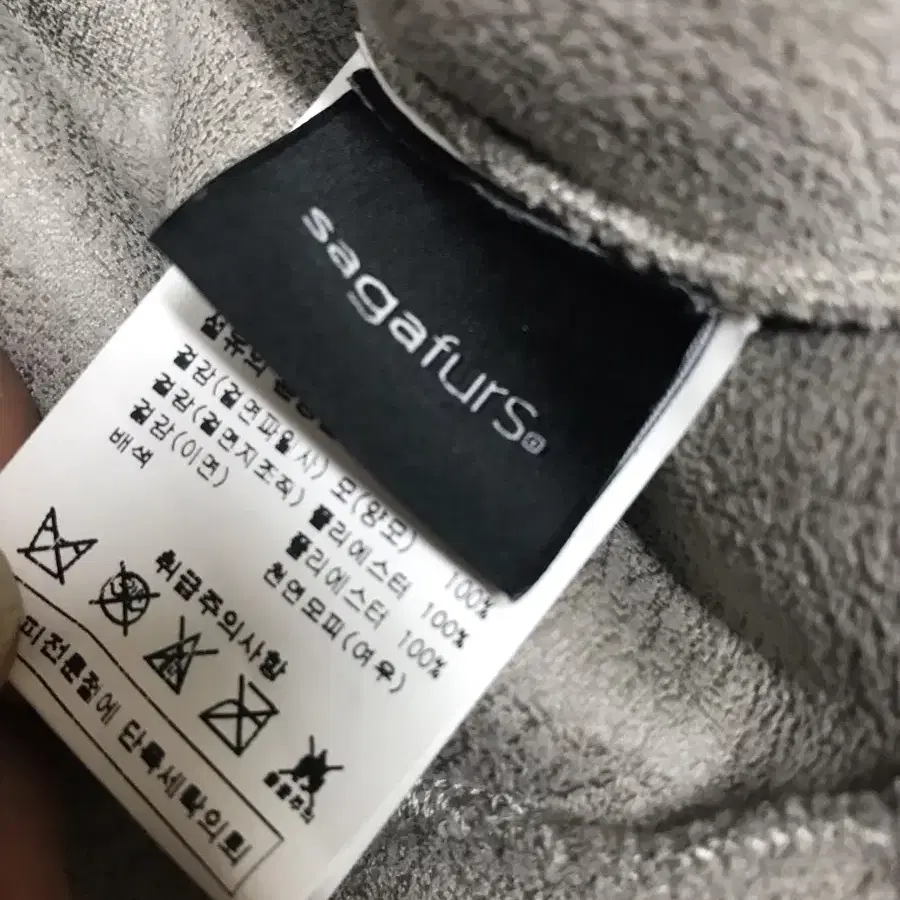 sagafurs
겉감(겉면파일사) 모(양모) 100%
겉감(겉면지조직) 폴리에스터 100%
겉감(이면) 폴리에스터 100%
배색 천연모피(여우)
취급주의사항
모피전문점에 단독세탁의뢰